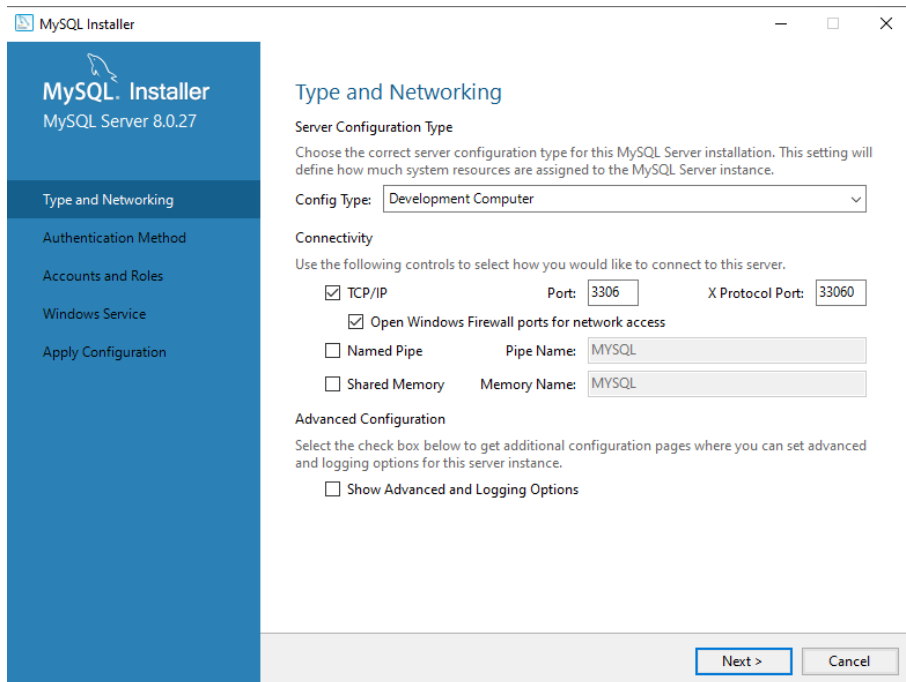 MySQL Installer
MySQL. Installer
MySQL Server 8.0.27
Type and Networking
Authentication Method
Accounts and Roles
Windows Service
Apply Configuration
Type and Networking
Server Configuration Type
Choose the correct server configuration type for this MySQL Server installation. This setting will
define how much system resources are assigned to the MySQL Server instance.
Config Type: Development Computer
Connectivity
Use the following controls to select how you would like to connect to this server.
TCP/IP Port: 3306 X Protocol Port: 33060
Open Windows Firewall ports for network access
Named Pipe Pipe Name: MYSQL
Shared Memory Memory Name: MYSQL
Advanced Configuration
Select the check box below to get additional configuration pages where you can set advanced
and logging options for this server instance.
Show Advanced and Logging Options
Next > Cancel